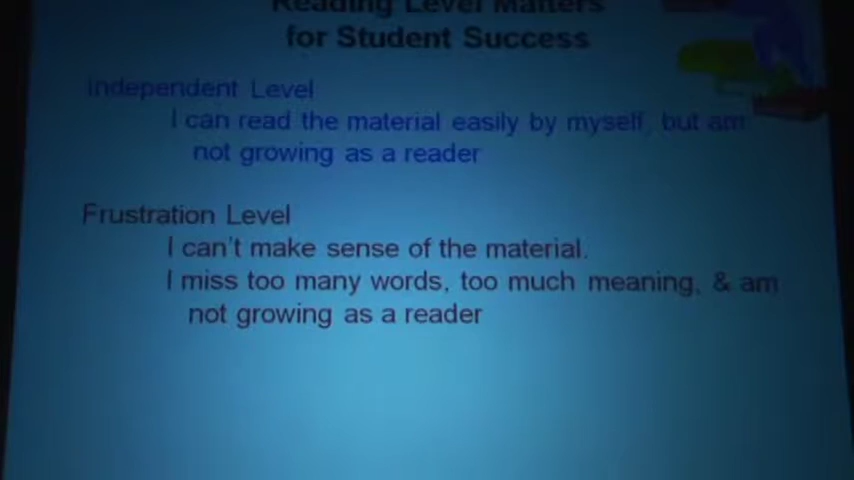 Reading Level Matters
for Student Success
Independent Level
I can read the material easily by myself, but am
not growing as a reader
Frustration Level
I can't make sense of the material.
I miss too many words, too much meaning, & am
not growing as a reader